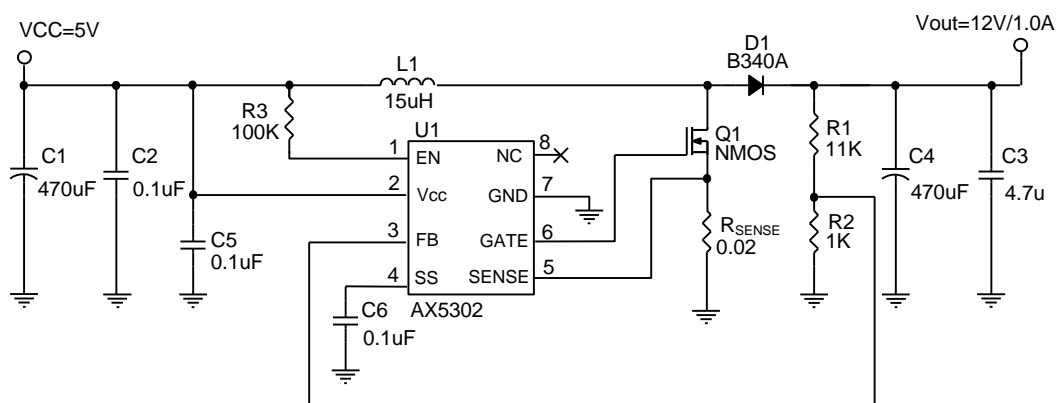 VCC=5V
Vout=12V/1.0A
D1
B340A
L1
15uH
R3
100K
U1
Q1
NMOS
R1
11K
C1
470uF
C2
0.1uF
C4
470uF
C3
4.7u
1
EN
NC
8
2
Vcc
GND
7
3
FB
GATE
6
4
SS
SENSE
5
AX5302
C5
0.1uF
RSENSE
0.02
R2
1K
C6
0.1uF